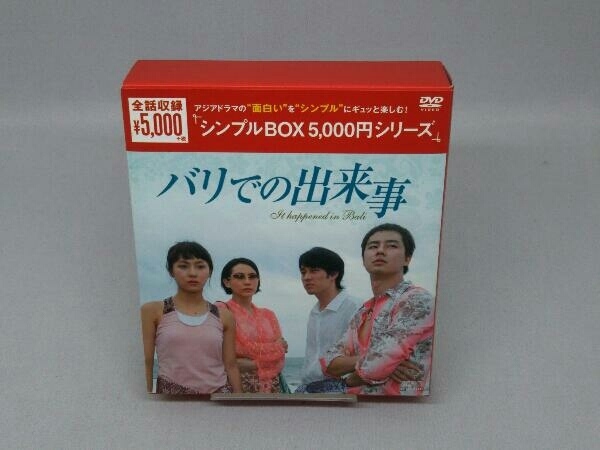 全話収録
¥5,000
+税
アジアドラマの"面白い"を"シンプル"にギュッと楽しむ!
DVD
VIDEO
シンプルBOX 5,000円シリーズ
バリでの出来事
It happened in Bali